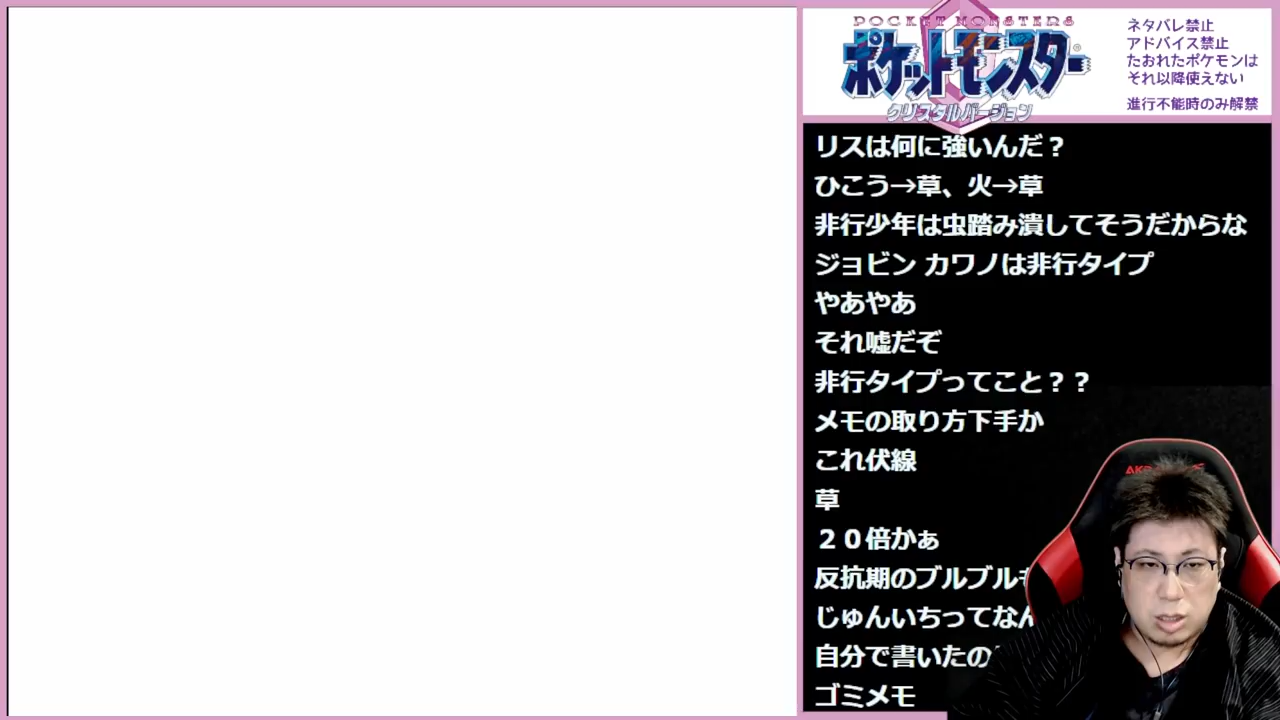 POCKET MONSTERS
ポケットモンスター
クリスタルバージョン
ネタバレ禁止
アドバイス禁止
たおれたポケモンは
それ以降使えない
進行不能時のみ解禁
リスは何に強いんだ？
ひこう→草、火→草
非行少年は虫踏み潰してそうだからな
ジョビン カワノは非行タイプ
やあやあ
それ嘘だぞ
非行タイプってこと？？
メモの取り方下手か
これ伏線
草
２０倍かぁ
反抗期のブルブル
じゅんいちってなん
自分で書いたの
ゴミメモ